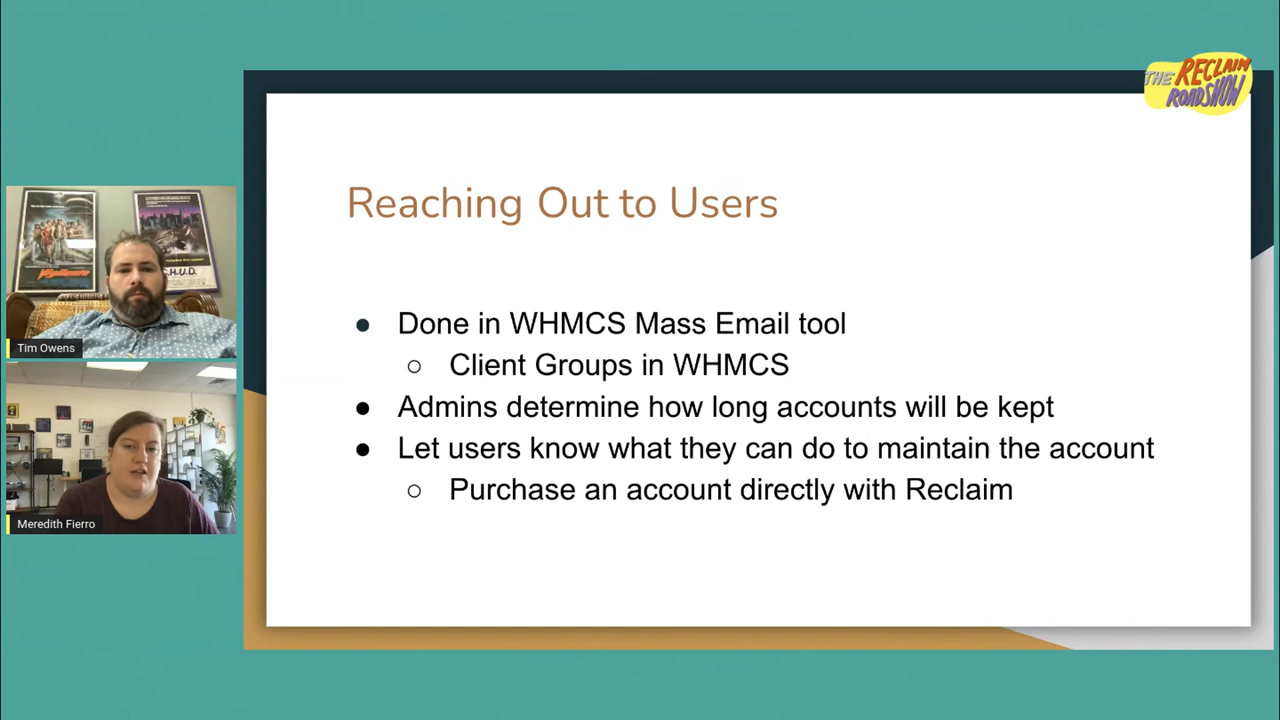 THE RECLAIM
ROADSHOW
Reaching Out to Users
Done in WHMCS Mass Email tool
Client Groups in WHMCS
Admins determine how long accounts will be kept
Let users know what they can do to maintain the account
Purchase an account directly with Reclaim
C.H.U.D.
Tim Owens
Meredith Fierro